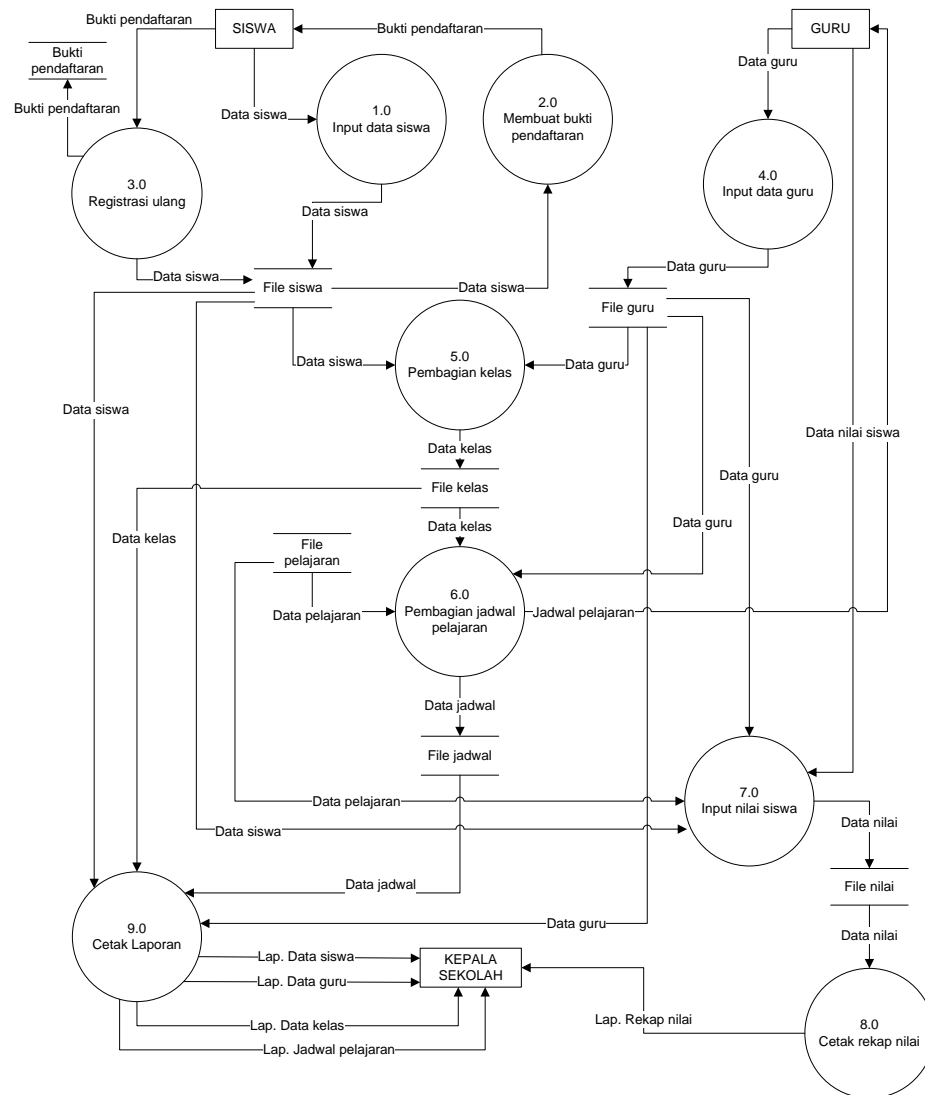 Bukti pendaftaran
SISWA
Bukti pendaftaran
GURU
Bukti
pendaftaran
Data guru
Bukti pendaftaran
Data siswa
1.0
Input data siswa
2.0
Membuat bukti
pendaftaran
3.0
Registrasi ulang
4.0
Input data guru
Data siswa
Data siswa
Data guru
File siswa
Data siswa
File guru
5.0
Pembagian kelas
Data siswa
Data guru
Data siswa
Data nilai siswa
Data kelas
Data guru
File kelas
Data kelas
Data kelas
Data guru
File
pelajaran
6.0
Pembagian jadwal
pelajaran
Data pelajaran
Jadwal pelajaran
Data jadwal
File jadwal
7.0
Input nilai siswa
Data pelajaran
Data siswa
Data nilai
Data jadwal
File nilai
9.0
Cetak Laporan
Data guru
Data nilai
Lap. Data siswa
KEPALA
SEKOLAH
Lap. Data guru
Lap. Data kelas
Lap. Rekap nilai
8.0
Cetak rekap nilai
Lap. Jadwal pelajaran